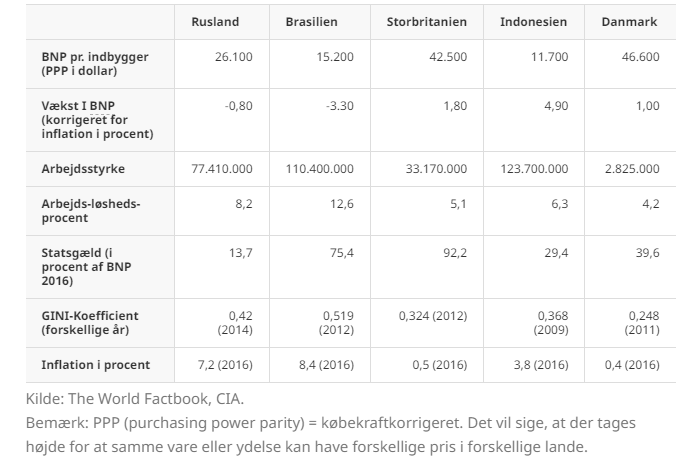 Rusland Brasilien Storbritanien Indonesien Danmark
BNP pr. indbygger 26.100 15.200 42.500 11.700 46.600
(PPP i dollar)
Vækst I BNP -0,80 -3.30 1,80 4,90 1,00
(korrigeret for
inflation i procent)
Arbejdsstyrke 77.410.000 110.400.000 33.170.000 123.700.000 2.825.000
Arbejds-løsheds- 8,2 12,6 5,1 6,3 4,2
procent
Statsgæld (i 13,7 75,4 92,2 29,4 39,6
procent af BNP
2016)
GINI-Koefficient 0,42 0,519 0,324 (2012) 0,368 0,248
(forskellige år) (2014) (2012) (2009) (2011)
Inflation i procent 7,2 (2016) 8,4 (2016) 0,5 (2016) 3,8 (2016) 0,4 (2016)
Kilde: The World Factbook, CIA.
Bemærk: PPP (purchasing power parity) = købekraftkorrigeret. Det vil sige, at der tages
højde for at samme vare eller ydelse kan have forskellige pris i forskellige lande.